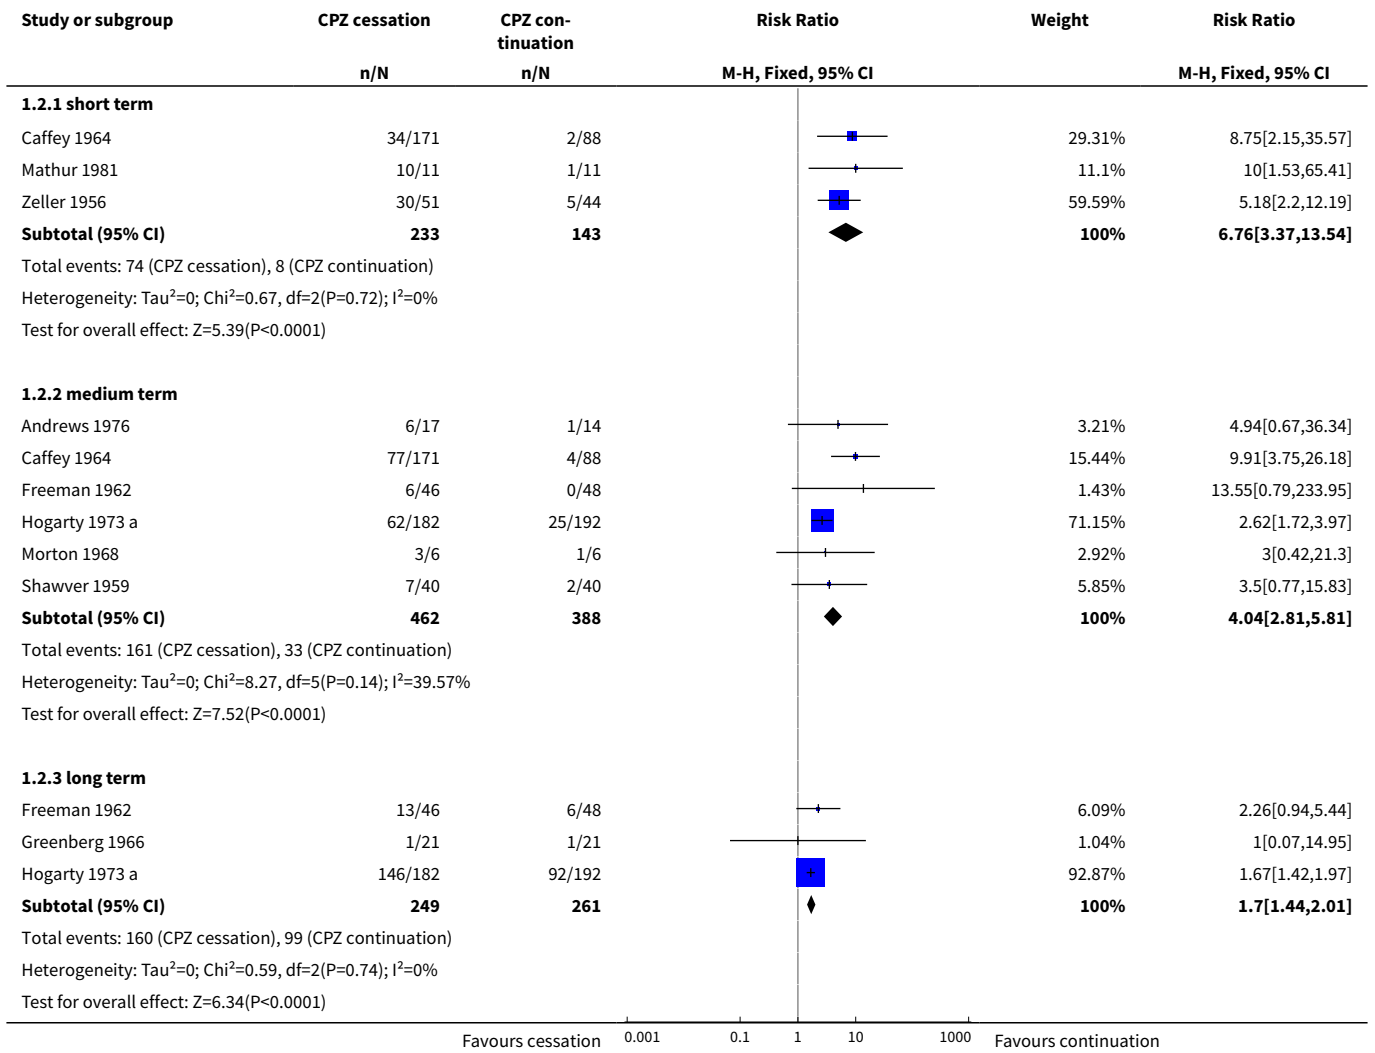 Study or subgroup CPZ cessation CPZ con- Risk Ratio Weight Risk Ratio
tinuation
n/N n/N M-H, Fixed, 95% CI M-H, Fixed, 95% CI
1.2.1 short term
Caffey 1964 34/171 2/88 29.31% 8.75[2.15,35.57]
Mathur 1981 10/11 1/11 11.1% 10[1.53,65.41]
Zeller 1956 30/51 5/44 59.59% 5.18[2.2,12.19]
Subtotal (95% CI) 233 143 100% 6.76[3.37,13.54]
Total events: 74 (CPZ cessation), 8 (CPZ continuation)
Heterogeneity: Tau²=0; Chi²=0.67, df=2(P=0.72); I²=0%
Test for overall effect: Z=5.39(P<0.0001)
1.2.2 medium term
Andrews 1976 6/17 1/14 3.21% 4.94[0.67,36.34]
Caffey 1964 77/171 4/88 15.44% 9.91[3.75,26.18]
Freeman 1962 6/46 0/48 1.43% 13.55[0.79,233.95]
Hogarty 1973 a 62/182 25/192 71.15% 2.62[1.72,3.97]
Morton 1968 3/6 1/6 2.92% 3[0.42,21.3]
Shawver 1959 7/40 2/40 5.85% 3.5[0.77,15.83]
Subtotal (95% CI) 462 388 100% 4.04[2.81,5.81]
Total events: 161 (CPZ cessation), 33 (CPZ continuation)
Heterogeneity: Tau²=0; Chi²=8.27, df=5(P=0.14); I²=39.57%
Test for overall effect: Z=7.52(P<0.0001)
1.2.3 long term
Freeman 1962 13/46 6/48 6.09% 2.26[0.94,5.44]
Greenberg 1966 1/21 1/21 1.04% 1[0.07,14.95]
Hogarty 1973 a 146/182 92/192 92.87% 1.67[1.42,1.97]
Subtotal (95% CI) 249 261 100% 1.7[1.44,2.01]
Total events: 160 (CPZ cessation), 99 (CPZ continuation)
Heterogeneity: Tau²=0; Chi²=0.59, df=2(P=0.74); I²=0%
Test for overall effect: Z=6.34(P<0.0001)
Favours cessation 0.001 0.1 1 10 1000 Favours continuation